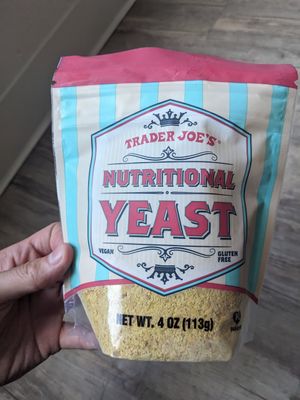 TRADER JOE'S®
NUTRITIONAL
YEAST
VEGAN
GLUTEN
FREE
NET WT. 4 OZ (113g)